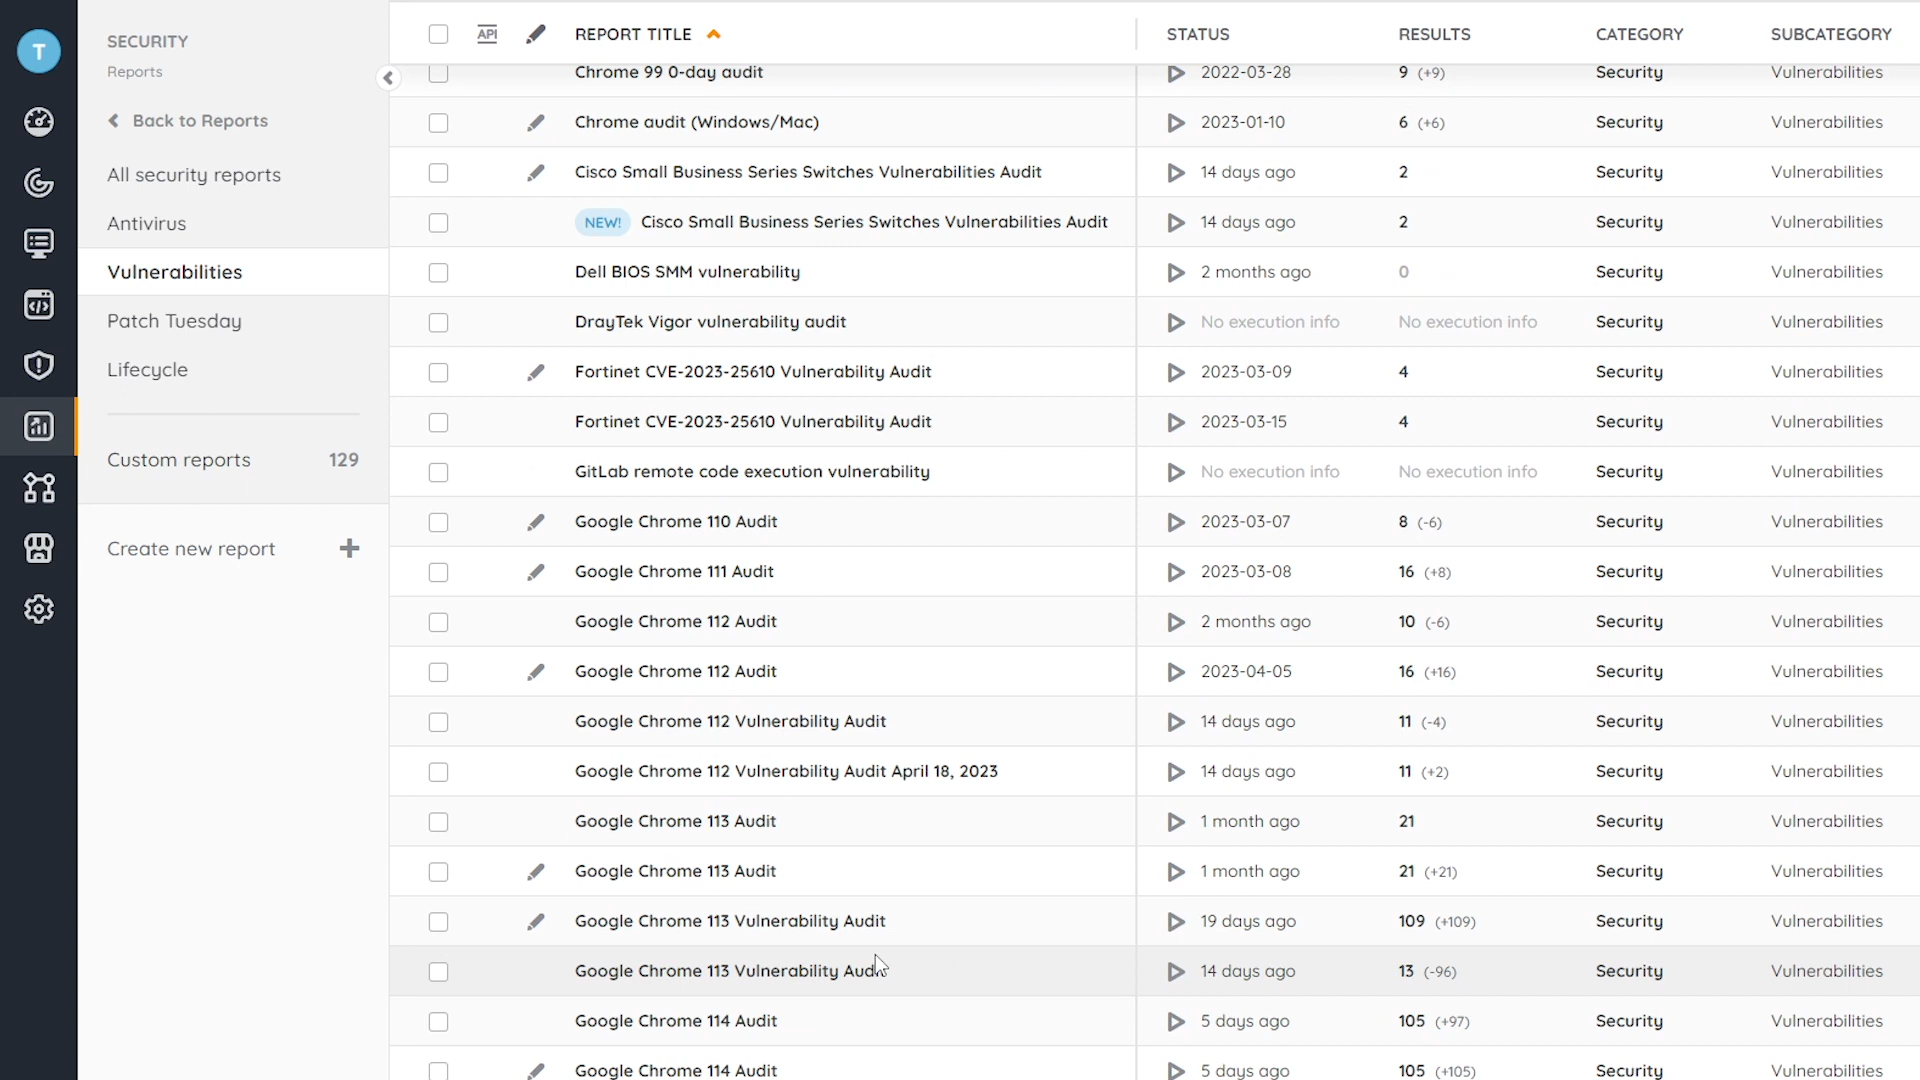 T
SECURITY
Reports
Back to Reports
All security reports
Antivirus
Vulnerabilities
Patch Tuesday
Lifecycle
Custom reports 129
Create new report
API REPORT TITLE STATUS RESULTS CATEGORY SUBCATEGORY
Chrome 99 0-day audit 2022-03-28 9 (+9) Security Vulnerabilities
Chrome audit (Windows/Mac) 2023-01-10 6 (+6) Security Vulnerabilities
Cisco Small Business Series Switches Vulnerabilities Audit 14 days ago 2 Security Vulnerabilities
NEW! Cisco Small Business Series Switches Vulnerabilities Audit 14 days ago 2 Security Vulnerabilities
Dell BIOS SMM vulnerability 2 months ago 0 Security Vulnerabilities
DrayTek Vigor vulnerability audit No execution info No execution info Security Vulnerabilities
Fortinet CVE-2023-25610 Vulnerability Audit 2023-03-09 4 Security Vulnerabilities
Fortinet CVE-2023-25610 Vulnerability Audit 2023-03-15 4 Security Vulnerabilities
GitLab remote code execution vulnerability No execution info No execution info Security Vulnerabilities
Google Chrome 110 Audit 2023-03-07 8 (-6) Security Vulnerabilities
Google Chrome 111 Audit 2023-03-08 16 (+8) Security Vulnerabilities
Google Chrome 112 Audit 2 months ago 10 (-6) Security Vulnerabilities
Google Chrome 112 Audit 2023-04-05 16 (+16) Security Vulnerabilities
Google Chrome 112 Vulnerability Audit 14 days ago 11 (-4) Security Vulnerabilities
Google Chrome 112 Vulnerability Audit April 18, 2023 14 days ago 11 (+2) Security Vulnerabilities
Google Chrome 113 Audit 1 month ago 21 Security Vulnerabilities
Google Chrome 113 Audit 1 month ago 21 (+21) Security Vulnerabilities
Google Chrome 113 Vulnerability Audit 19 days ago 109 (+109) Security Vulnerabilities
Google Chrome 113 Vulnerability Audit 14 days ago 13 (-96) Security Vulnerabilities
Google Chrome 114 Audit 5 days ago 105 (+97) Security Vulnerabilities
Google Chrome 114 Audit 5 days ago 105 (+105) Security Vulnerabilities